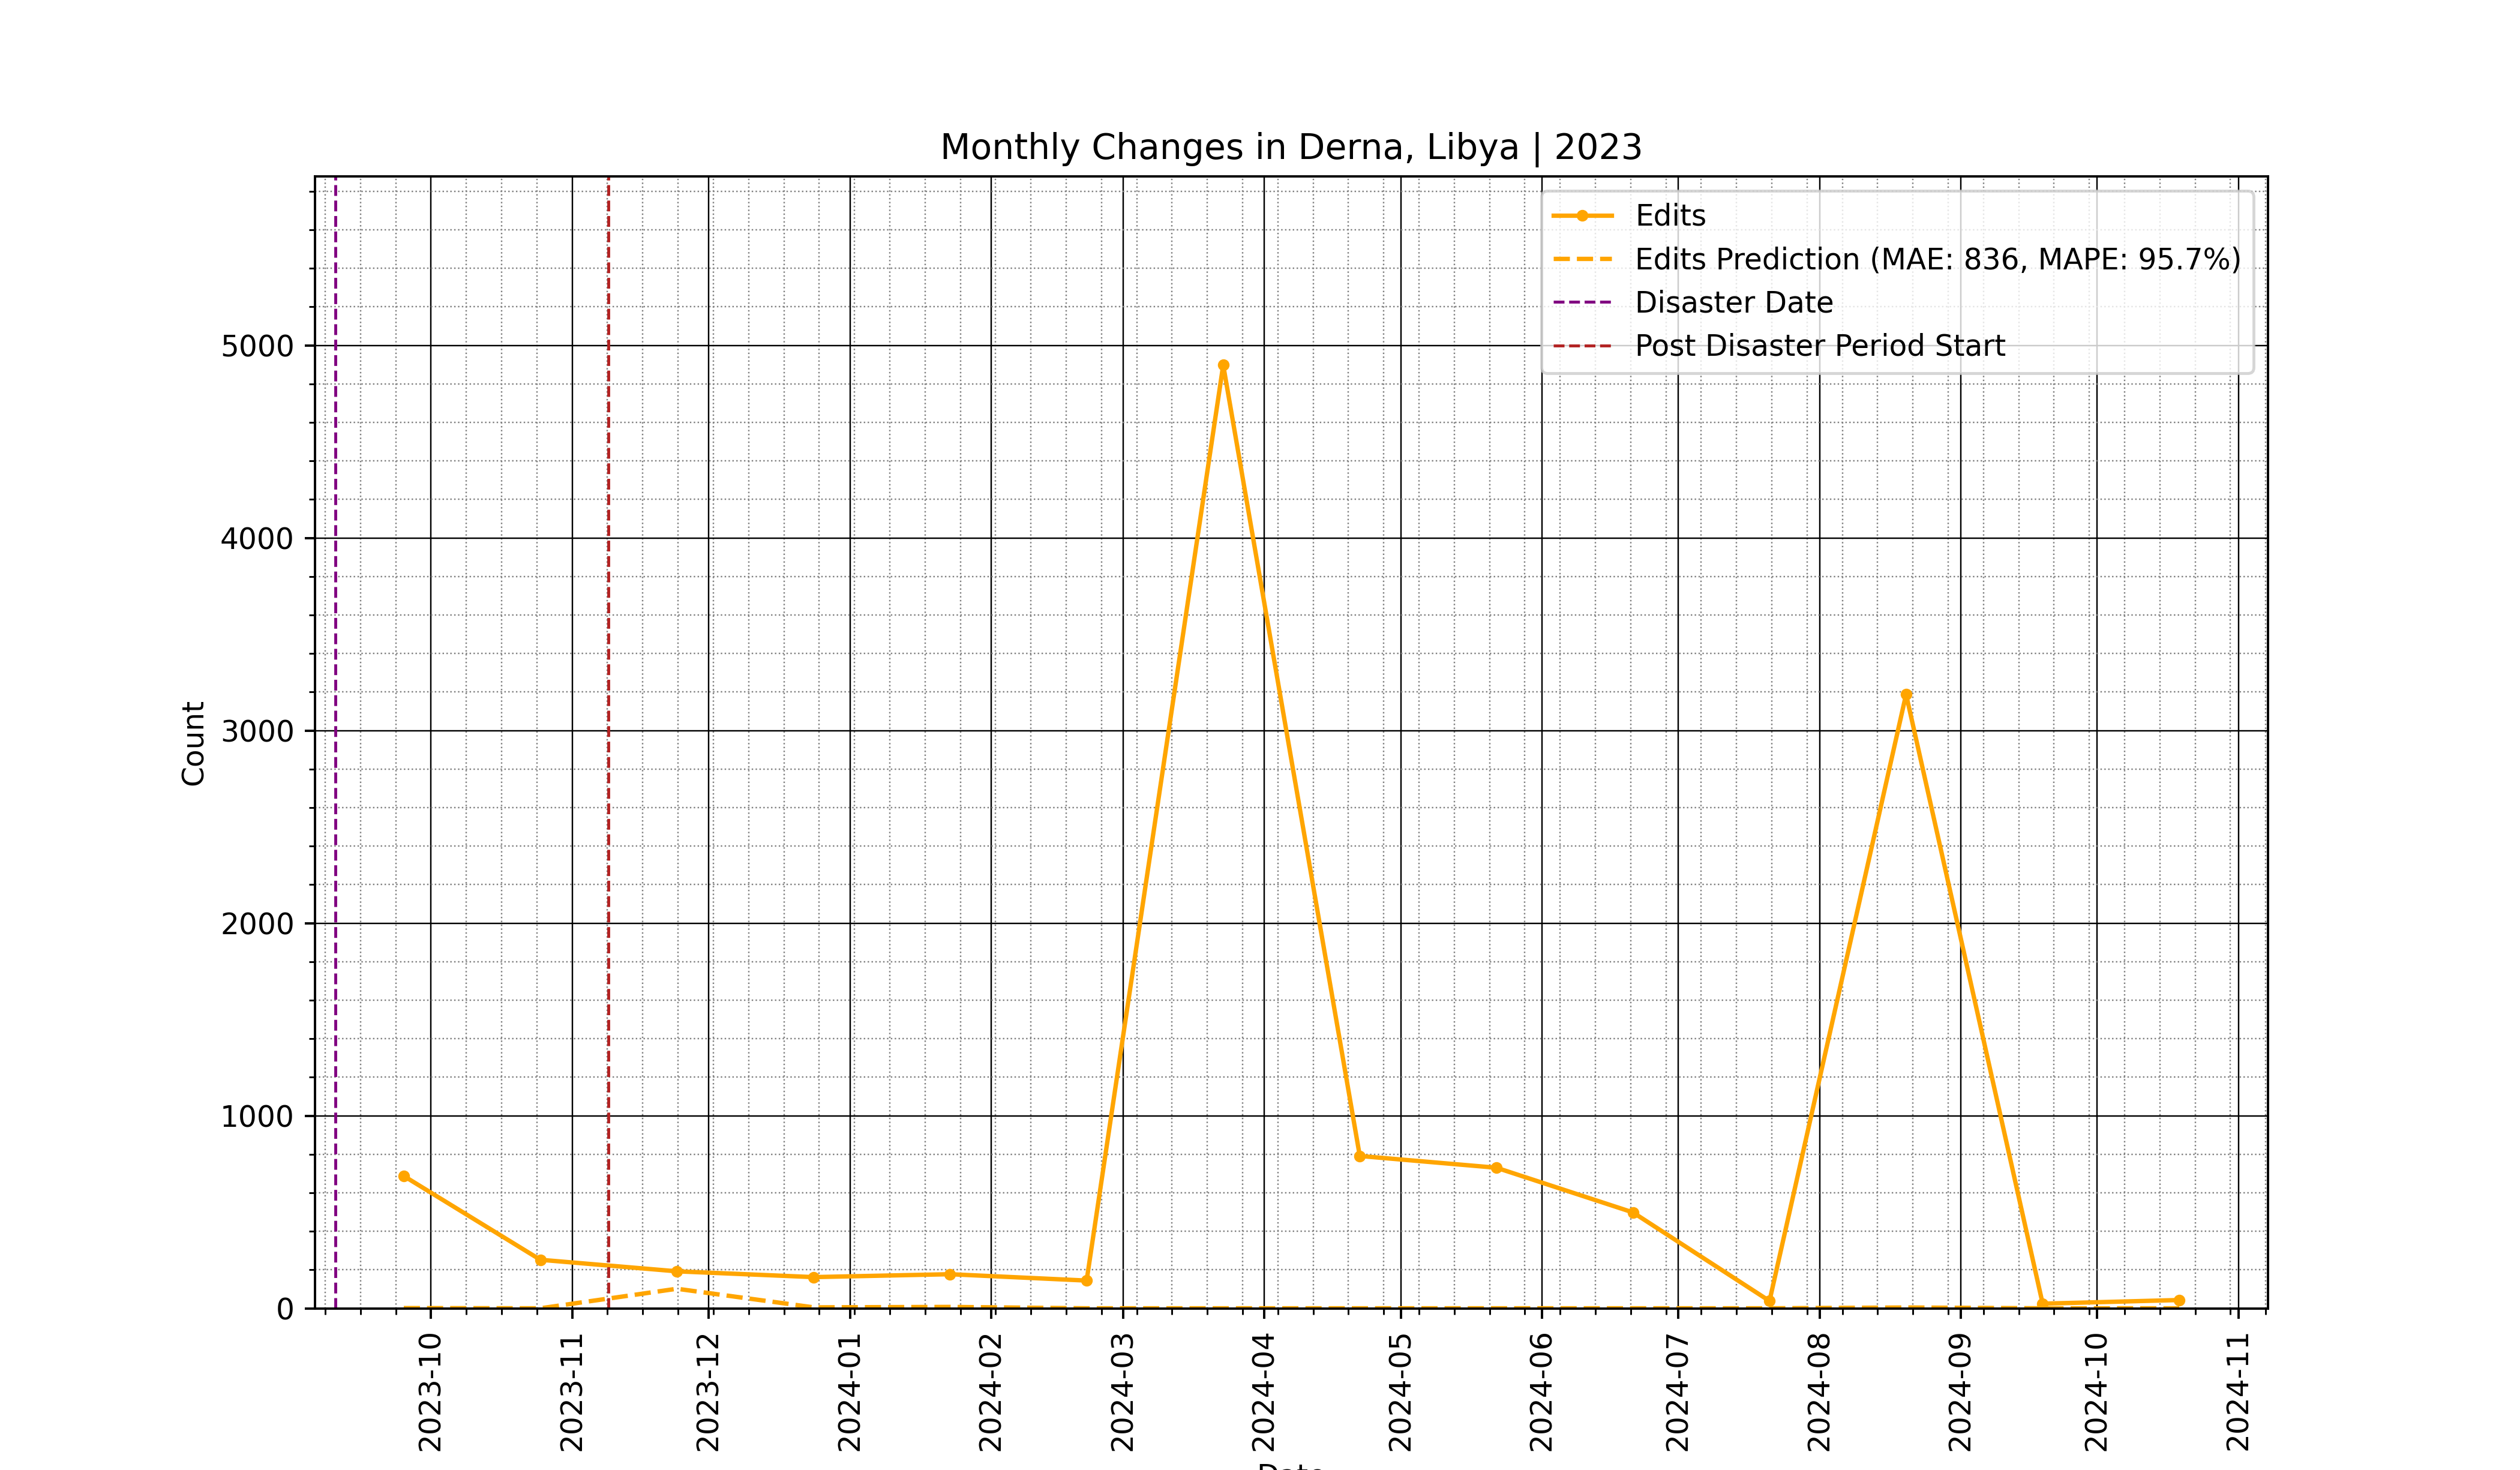 Monthly Changes in Derna, Libya | 2023
Edits
Edits Prediction (MAE: 836, MAPE: 95.7%)
Disaster Date
Post Disaster Period Start
Count
5000
4000
3000
2000
1000
0
2023-10
2023-11
2023-12
2024-01
2024-02
2024-03
2024-04
2024-05
2024-06
2024-07
2024-08
2024-09
2024-10
2024-11
Date